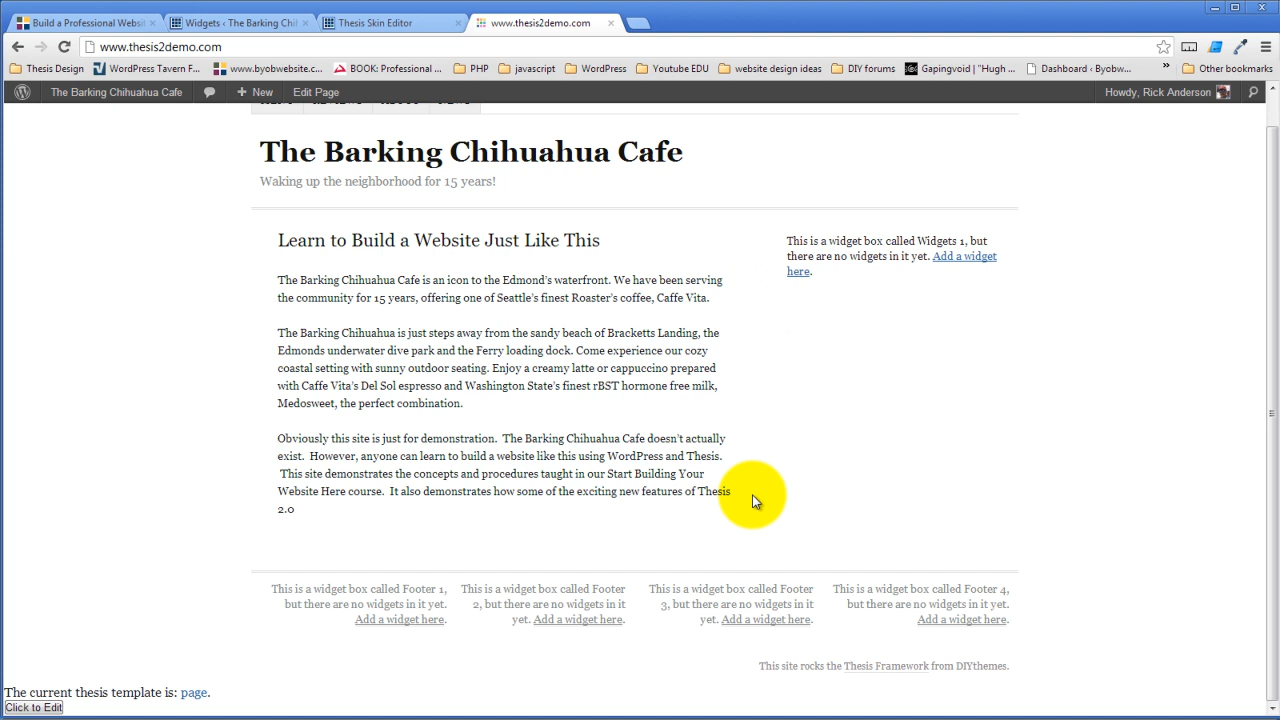 Build a Professional Websi
Widgets ‹ The Barking Chi
Thesis Skin Editor
www.thesis2demo.com
www.thesis2demo.com
Thesis Design
WordPress Tavern F...
www.byobwebsite.c...
BOOK: Professional ...
PHP
javascript
WordPress
Youtube EDU
website design ideas
DIY forums
Gapingvoid | "Hugh ...
Dashboard ‹ Byobw...
»
Other bookmarks
The Barking Chihuahua Cafe
+ New
Edit Page
Howdy, Rick Anderson
The Barking Chihuahua Cafe
Waking up the neighborhood for 15 years!
Learn to Build a Website Just Like This
The Barking Chihuahua Cafe is an icon to the Edmond's waterfront. We have been serving
the community for 15 years, offering one of Seattle's finest Roaster's coffee, Caffe Vita.
The Barking Chihuahua is just steps away from the sandy beach of Bracketts Landing, the
Edmonds underwater dive park and the Ferry loading dock. Come experience our cozy
coastal setting with sunny outdoor seating. Enjoy a creamy latte or cappuccino prepared
with Caffe Vita's Del Sol espresso and Washington State's finest rBST hormone free milk,
Medosweet, the perfect combination.
Obviously this site is just for demonstration.  The Barking Chihuahua Cafe doesn't actually
exist.  However, anyone can learn to build a website like this using WordPress and Thesis.
This site demonstrates the concepts and procedures taught in our Start Building Your
Website Here course.  It also demonstrates how some of the exciting new features of Thesis
2.0
This is a widget box called Widgets 1, but
there are no widgets in it yet. Add a widget
here.
This is a widget box called Footer 1,
but there are no widgets in it yet.
Add a widget here.
This is a widget box called Footer
2, but there are no widgets in it
yet. Add a widget here.
This is a widget box called Footer
3, but there are no widgets in it
yet. Add a widget here.
This is a widget box called Footer 4,
but there are no widgets in it yet.
Add a widget here.
This site rocks the Thesis Framework from DIYthemes.
The current thesis template is: page.
Click to Edit